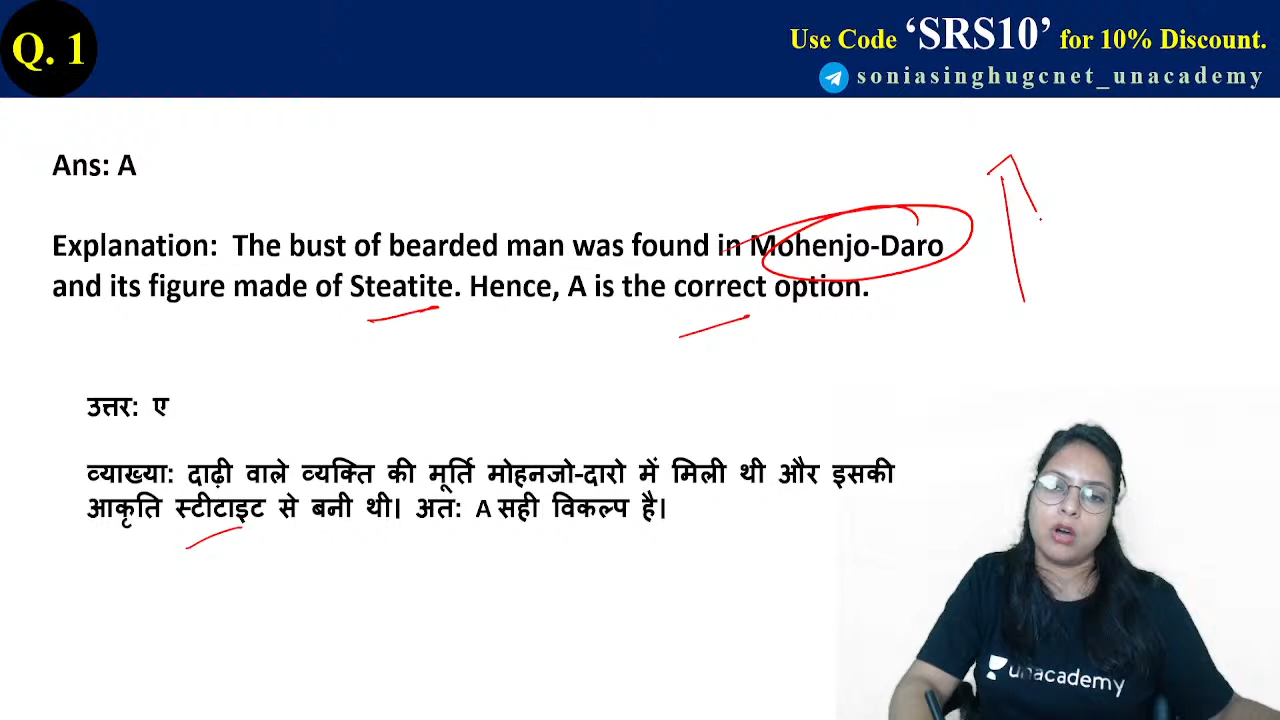 Q. 1
Use Code ‘SRS10’ for 10% Discount.
soniasinghugcnet_unacademy
Ans: A
Explanation: The bust of bearded man was found in Mohenjo-Daro
and its figure made of Steatite. Hence, A is the correct option.
उत्तर: ए
व्याख्या: दाढ़ी वाले व्यक्ति की मूर्ति मोहनजो-दारो में मिली थी और इसकी
आकृति स्टीटाइट से बनी थी। अत: A सही विकल्प है।
unacademy